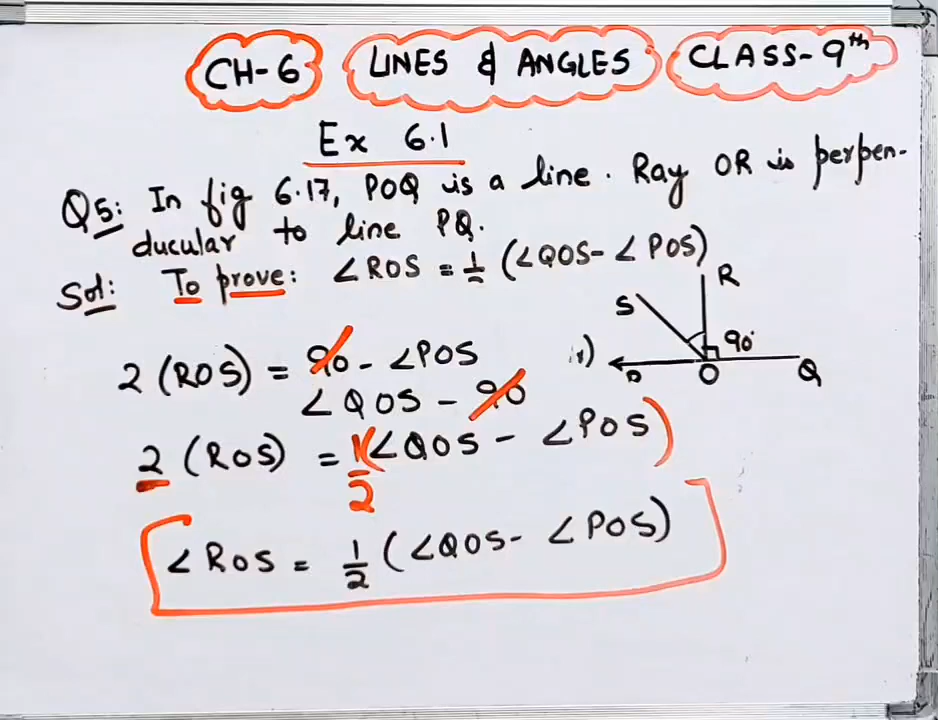 CH-6 LINES & ANGLES CLASS-9th
Ex 6.1
Q5: In fig 6.17, POQ is a line. Ray OR is perpen-
ducular to line PQ.
Sol: To prove: ∠ROS = 1/2 (∠QOS - ∠POS)
R
S
90°
P O Q
2 (ROS) = 90 - ∠POS
∠QOS - 90
2 (ROS) = 1/2 (∠QOS - ∠POS)
∠ROS = 1/2 (∠QOS - ∠POS)